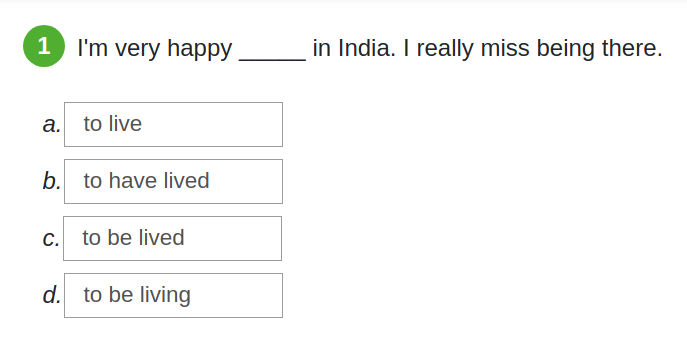 1 I'm very happy _____ in India. I really miss being there.
a. to live
b. to have lived
c. to be lived
d. to be living